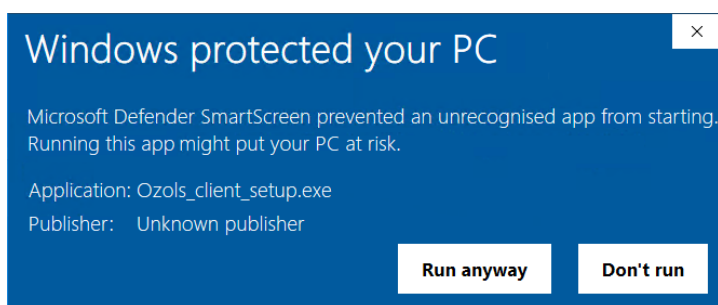 Windows protected your PC
Microsoft Defender SmartScreen prevented an unrecognised app from starting.
Running this app might put your PC at risk.
Application: Ozols_client_setup.exe
Publisher: Unknown publisher
Run anyway
Don't run